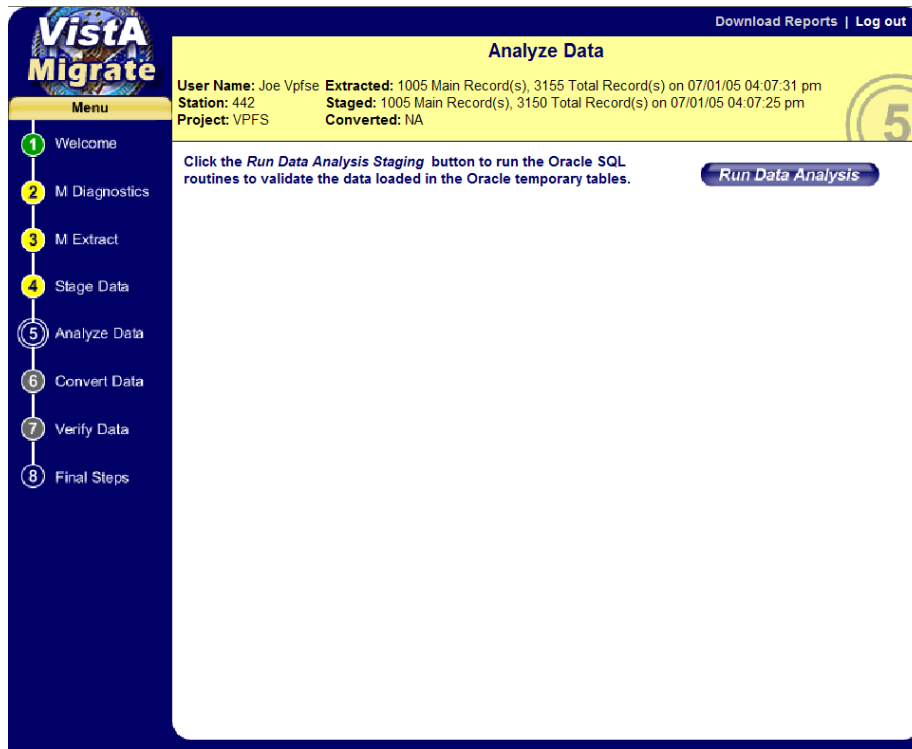 VistA
Migrate
Download Reports | Log out
Analyze Data
User Name: Joe Vpfse Extracted: 1005 Main Record(s), 3155 Total Record(s) on 07/01/05 04:07:31 pm
Station: 442 Staged: 1005 Main Record(s), 3150 Total Record(s) on 07/01/05 04:07:25 pm
Project: VPFS Converted: NA
5
Menu
1 Welcome
2 M Diagnostics
3 M Extract
4 Stage Data
5 Analyze Data
6 Convert Data
7 Verify Data
8 Final Steps
Click the Run Data Analysis Staging button to run the Oracle SQL
routines to validate the data loaded in the Oracle temporary tables.
Run Data Analysis